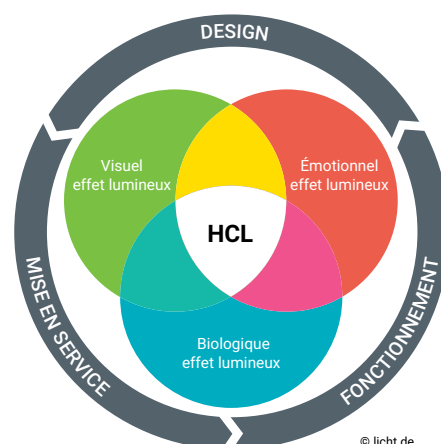 DESIGN
Visuel
effet lumineux
Émotionnel
effet lumineux
HCL
Biologique
effet lumineux
MISE EN SERVICE
FONCTIONNEMENT
© licht.de